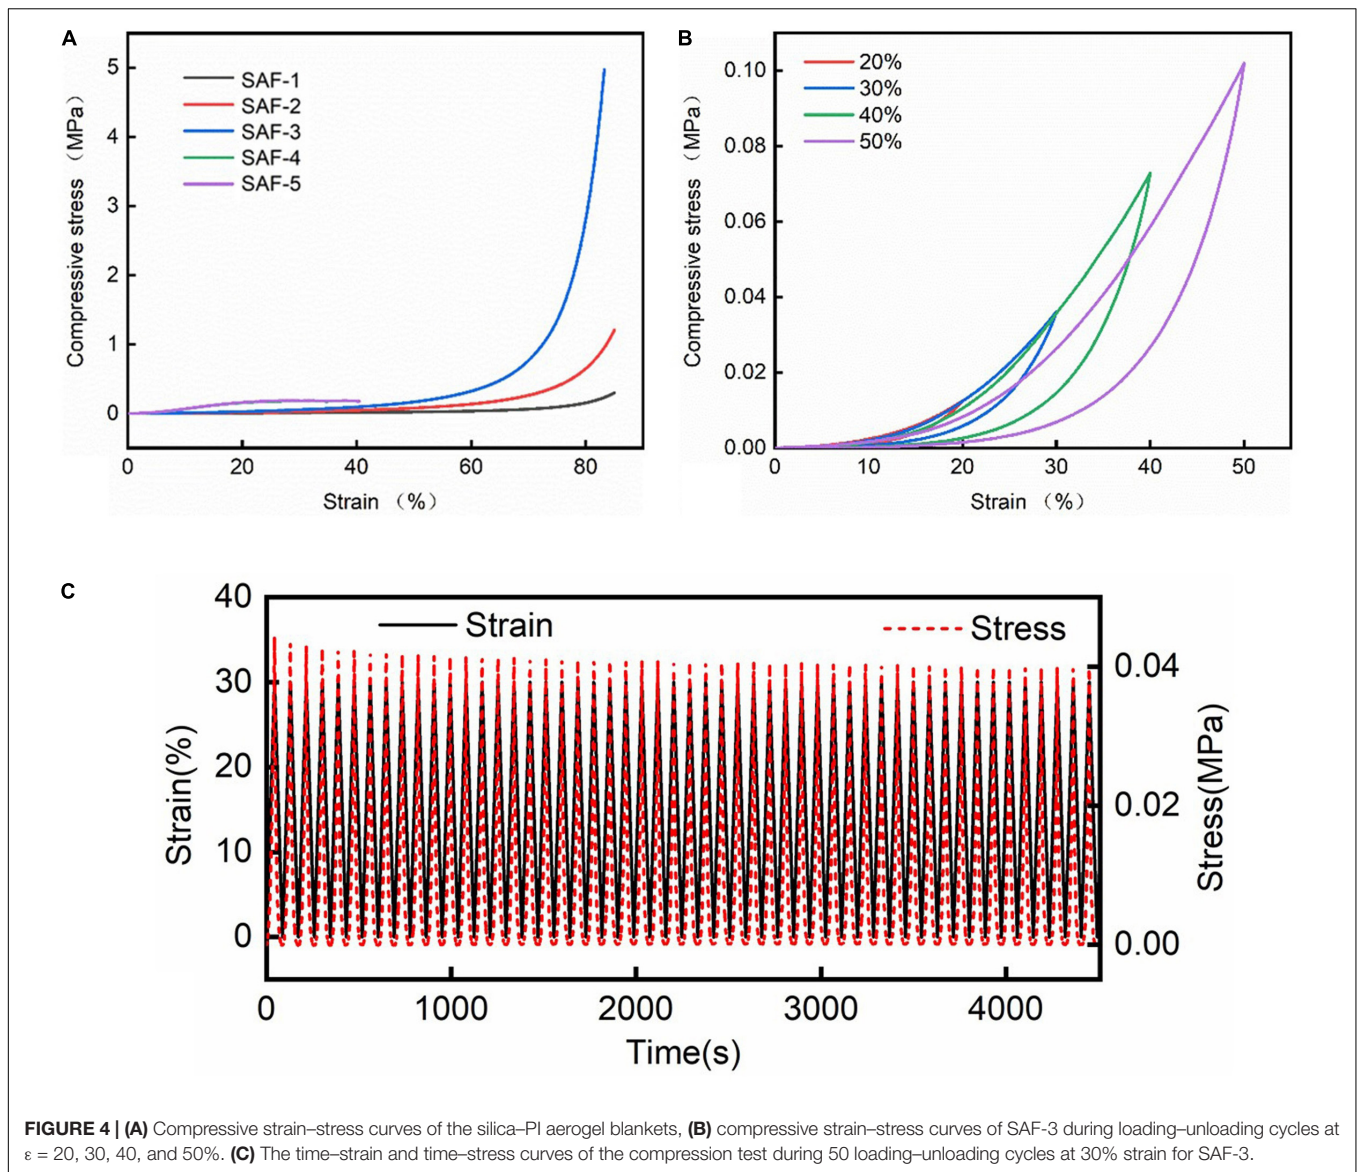 A
5
4
3
2
1
0
Compressive stress (MPa)
SAF-1
SAF-2
SAF-3
SAF-4
SAF-5
0 20 40 60 80
Strain (%)
B
0.10
0.08
0.06
0.04
0.02
0.00
Compressive stress (MPa)
20%
30%
40%
50%
0 10 20 30 40 50
Strain (%)
C
40
30
20
10
0
Strain(%)
Strain
Stress
0.04
0.02
0.00
Stress(MPa)
0 1000 2000 3000 4000
Time(s)
FIGURE 4 | (A) Compressive strain–stress curves of the silica–PI aerogel blankets, (B) compressive strain–stress curves of SAF-3 during loading–unloading cycles at
ε = 20, 30, 40, and 50%. (C) The time–strain and time–stress curves of the compression test during 50 loading–unloading cycles at 30% strain for SAF-3.